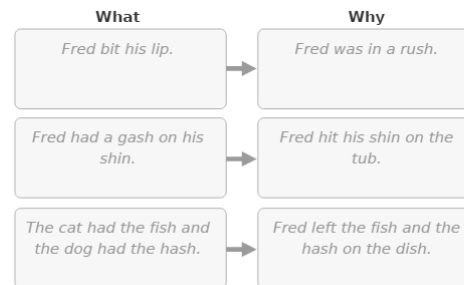 What
Why
Fred bit his lip.
Fred was in a rush.
Fred had a gash on his
shin.
Fred hit his shin on the
tub.
The cat had the fish and
the dog had the hash.
Fred left the fish and the
hash on the dish.